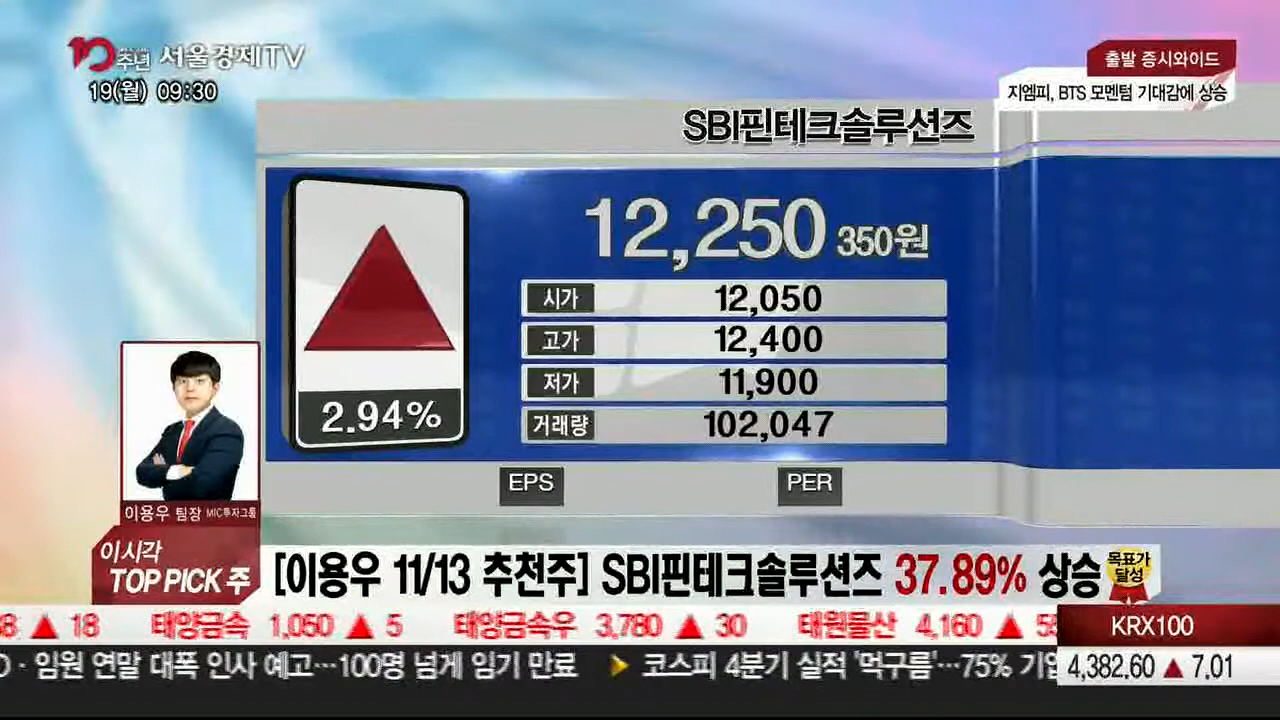 10주년 서울경제TV
19(월) 09:30
출발 증시와이드
지엠피, BTS 모멘텀 기대감에 상승
SBI핀테크솔루션즈
12,250 350원
시가 12,050
고가 12,400
저가 11,900
거래량 102,047
2.94%
EPS PER
이용우 팀장 MIC투자그룹
이시각
TOP PICK 주
[이용우 11/13 추천주] SBI핀테크솔루션즈 37.89% 상승
목표가
달성
▲ 18 태양금속 1,050 ▲ 5 태양금속우 3,780 ▲ 30 태원물산 4,160 ▲
KRX100
· 임원 연말 대폭 인사 예고…100명 넘게 임기 만료 ▶ 코스피 4분기 실적 '먹구름'…75%
4,382.60 ▲ 7.01